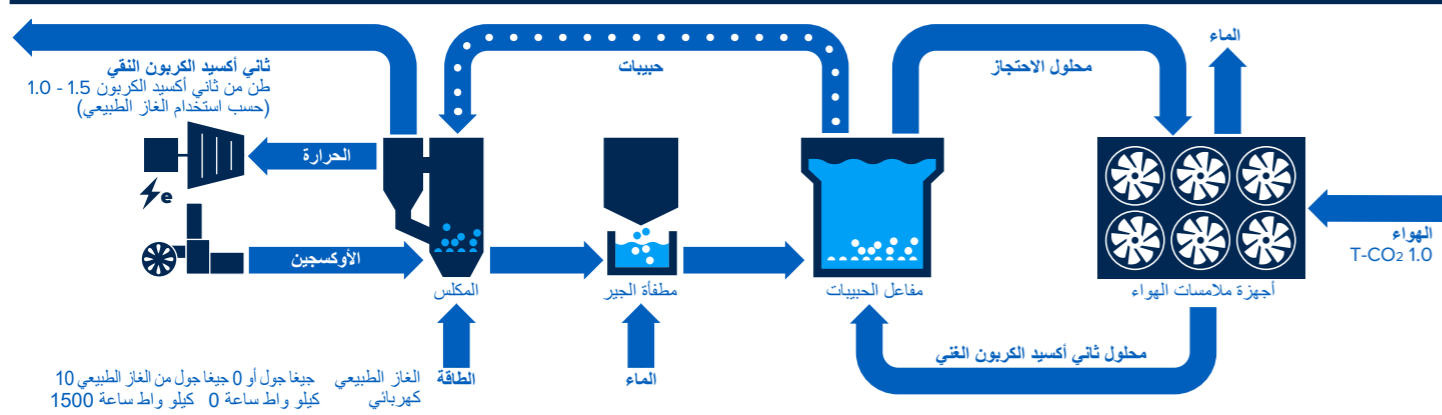 الماء
محلول الاحتجاز
حبيبات
ثاني أكسيد الكربون النقي
طن من ثاني أكسيد الكربون 1.5 - 1.0
(حسب استخدام الغاز الطبيعي)
الحرارة
e
الهواء
T-CO₂ 1.0
الأوكسجين
أجهزة ملامسات الهواء
مفاعل الحبيبات
مطفأة الجير
المكلس
محلول ثاني أكسيد الكربون الغني
الماء
الطاقة
الغاز الطبيعي جيغا جول أو 0 جيغا جول من الغاز الطبيعي 10
كهربائي كيلو واط ساعة 0 كيلو واط ساعة 1500